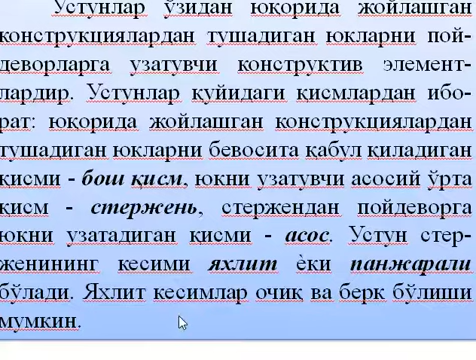 Устунлар ўзидан юқорида жойлашган
конструкциялардан тушадиган юкларни пой-
деворларга узатувчи конструктив элемент-
лардир. Устунлар қуйидаги қисмлардан ибо-
рат: юқорида жойлашган конструкциялардан
тушадиган юкларни бевосита қабул қиладиган
қисми - бош қисм, юкни узатувчи асосий ўрта
қисм - стержень, стержендан пойдеворга
юкни узатадиган қисми - асос. Устун стер-
женининг кесими яхлит ѐки панжарали
бўлади. Яхлит кесимлар очиқ ва берк бўлиши
мумкин.